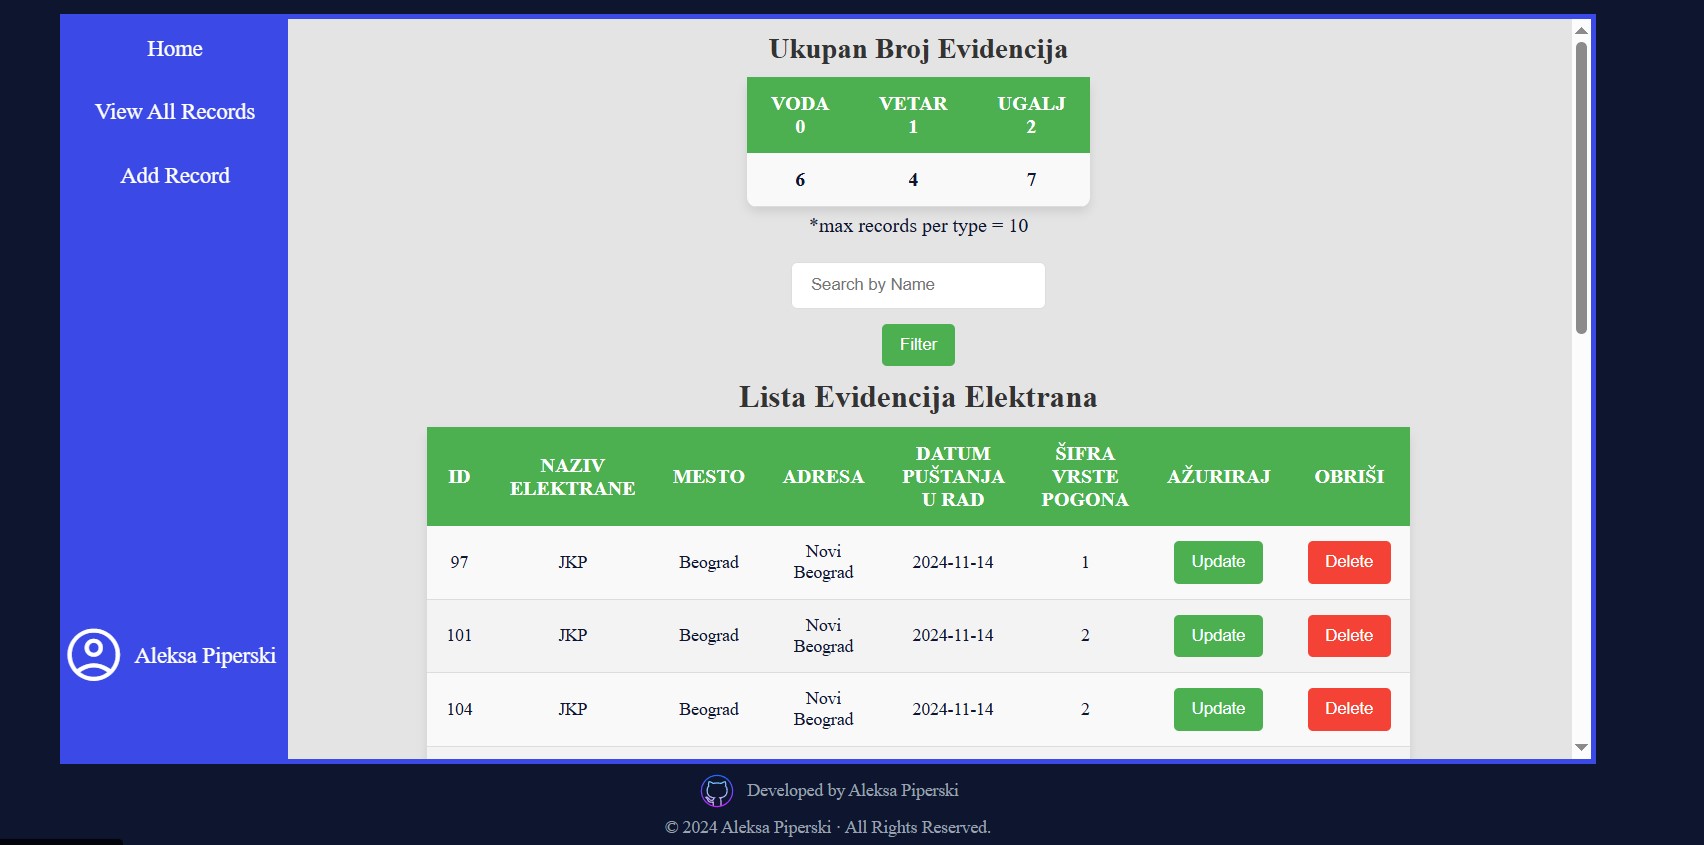 Home
View All Records
Add Record
Aleksa Piperski
Ukupan Broj Evidencija
VODA VETAR UGALJ
0 1 2
6 4 7
*max records per type = 10
Search by Name
Filter
Lista Evidencija Elektrana
ID NAZIV ELEKTRANE MESTO ADRESA DATUM PUŠTANJA U RAD ŠIFRA VRSTE POGONA AŽURIRAJ OBRIŠI
97 JKP Beograd Novi Beograd 2024-11-14 1 Update Delete
101 JKP Beograd Novi Beograd 2024-11-14 2 Update Delete
104 JKP Beograd Novi Beograd 2024-11-14 2 Update Delete
Developed by Aleksa Piperski
© 2024 Aleksa Piperski · All Rights Reserved.